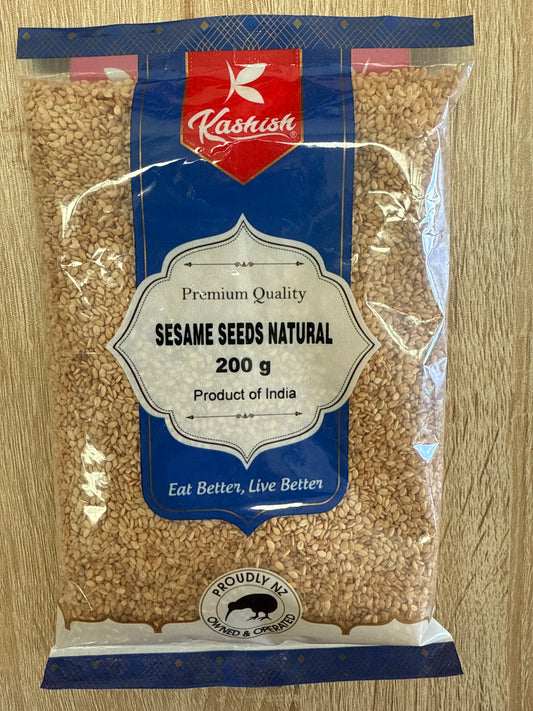 Kashish®
Premium Quality
SESAME SEEDS NATURAL
200 g
Product of India
Eat Better, Live Better
PROUDLY NZ
OWNED & OPERATED